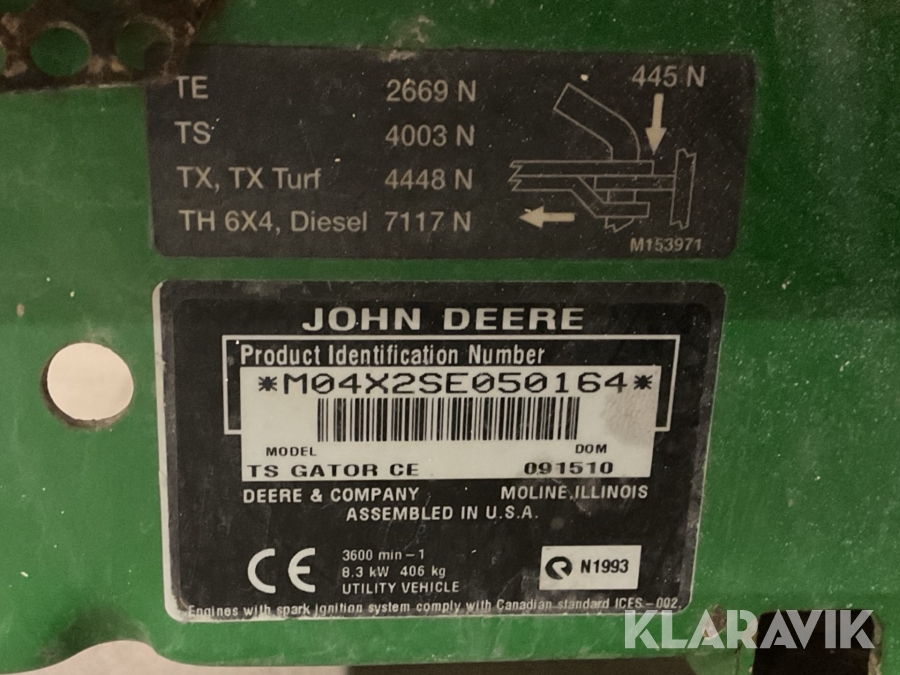 TE 2669 N
TS 4003 N
TX, TX Turf 4448 N
TH 6X4, Diesel 7117 N
445 N
M153971
JOHN DEERE
Product Identification Number
*M04X2SE050164*
MODEL DOM
TS GATOR CE 091510
DEERE & COMPANY MOLINE, ILLINOIS
ASSEMBLED IN U.S.A.
CE
3600 min-1
8.3 kW 406 kg
UTILITY VEHICLE
N1993
Engines with spark ignition system comply with Canadian standard ICES-002.
KLARAVIK